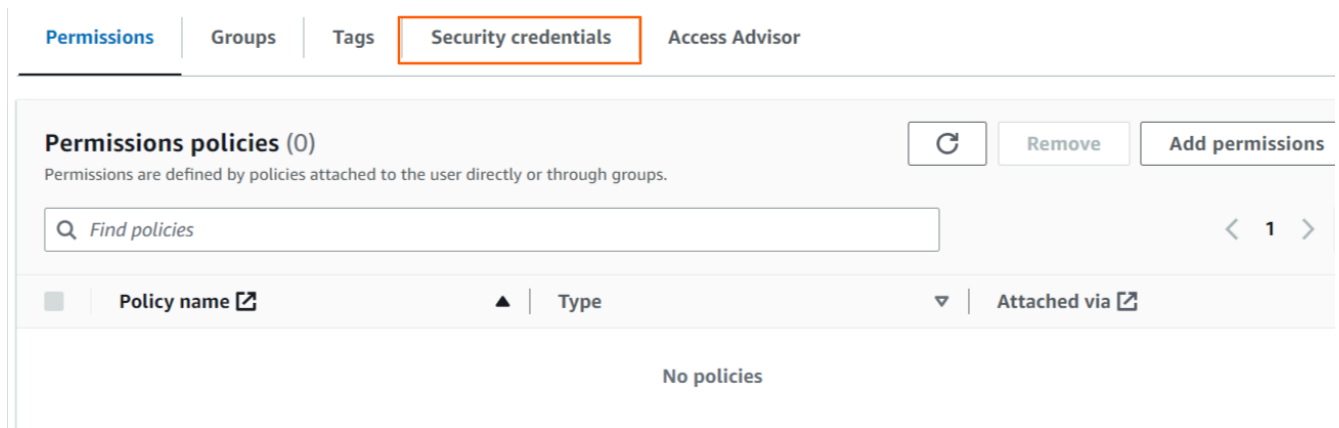 Permissions Groups Tags Security credentials Access Advisor
Permissions policies (0) Remove Add permissions
Permissions are defined by policies attached to the user directly or through groups.
Find policies 1
Policy name Type Attached via
No policies